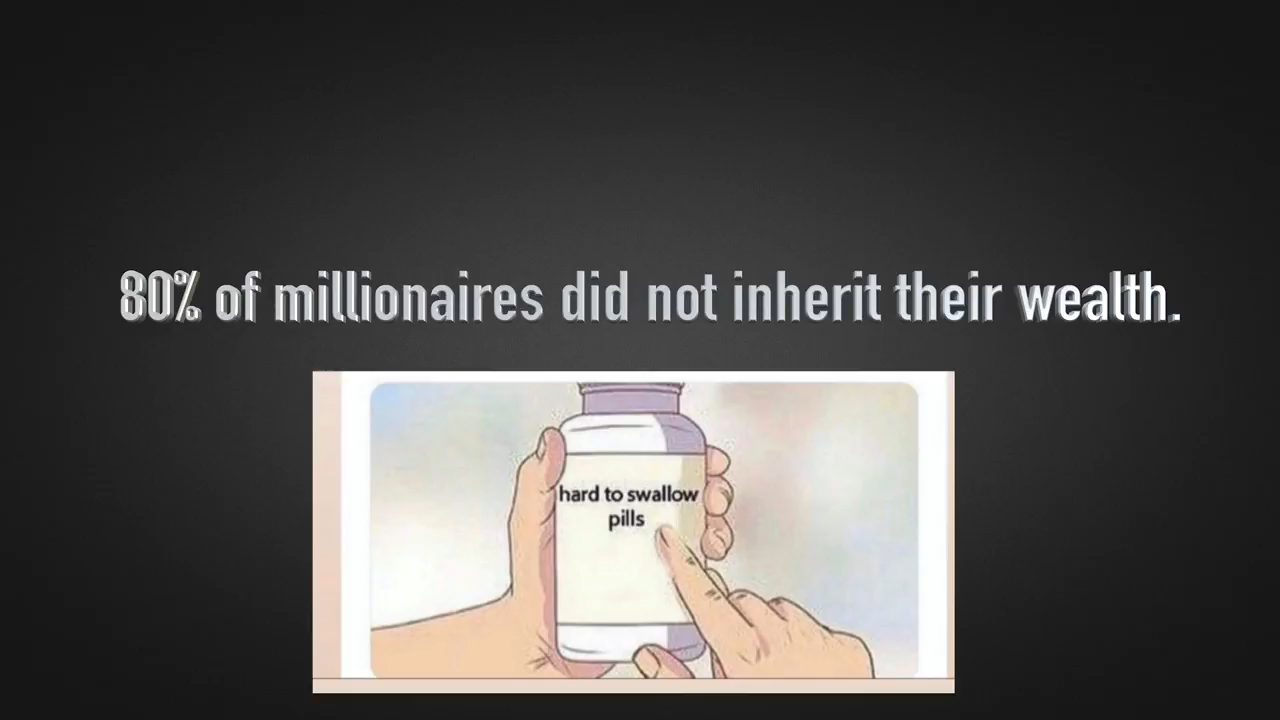 80% of millionaires did not inherit their wealth.
hard to swallow
pills